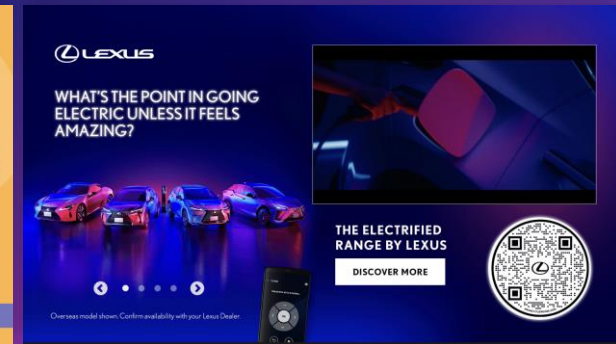 LEXUS
WHAT'S THE POINT IN GOING
ELECTRIC UNLESS IT FEELS
AMAZING?
Overseas model shown. Confirm availability with your Lexus Dealer.
THE ELECTRIFIED
RANGE BY LEXUS
DISCOVER MORE